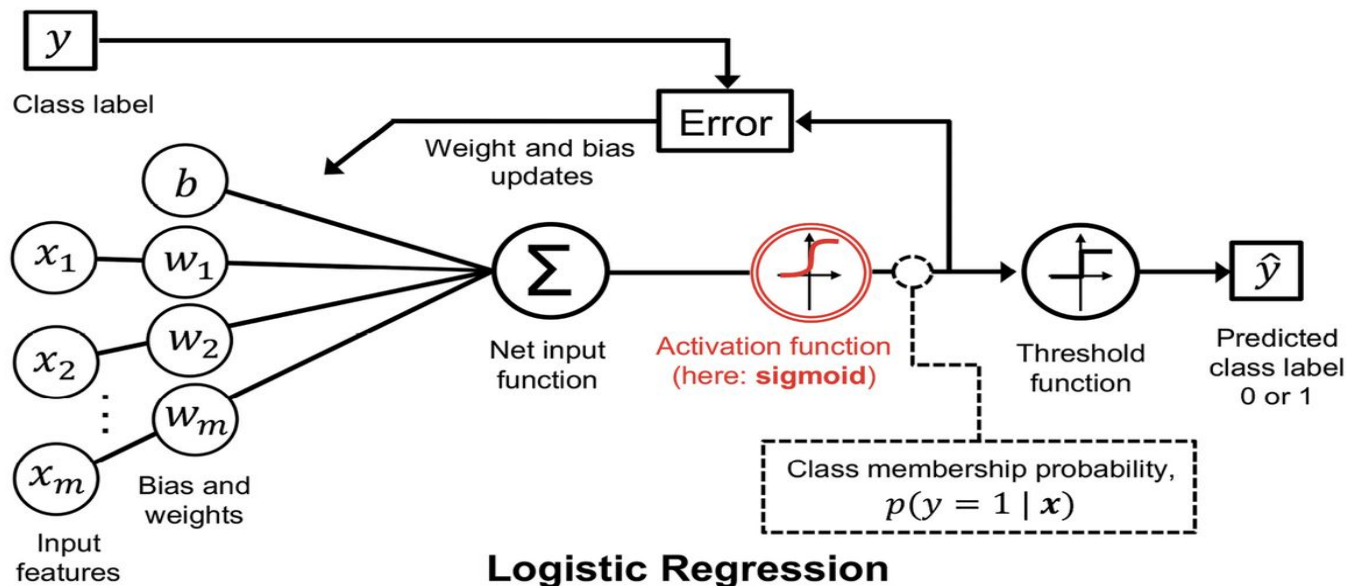 y
Class label
Error
Weight and bias
updates
b
x₁
w₁
x₂
w₂
⋮
xₘ
wₘ
Input
features
Bias and
weights
Σ
Net input
function
Activation function
(here: sigmoid)
Threshold
function
ŷ
Predicted
class label
0 or 1
Class membership probability,
p(y = 1 | x)
Logistic Regression